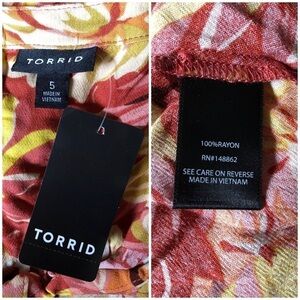 TORRID
5
MADE IN
VIETNAM
TORRID
100%RAYON
RN#148862
SEE CARE ON REVERSE
MADE IN VIETNAM